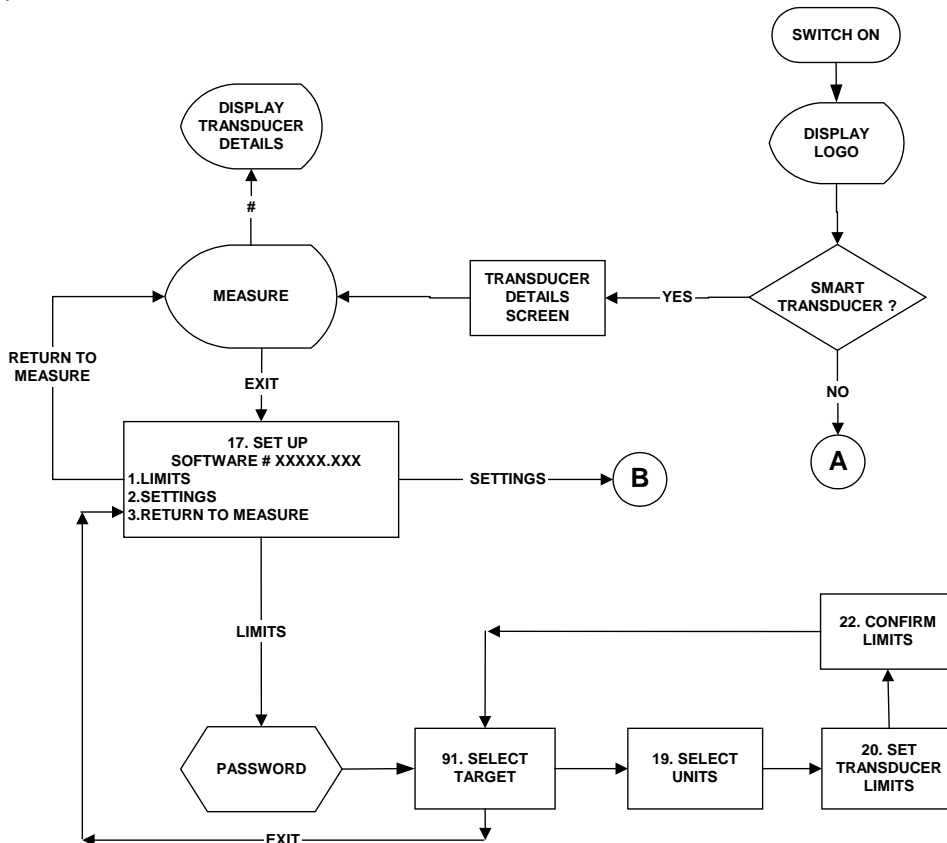 SWITCH ON
DISPLAY
TRANSDUCER
DETAILS
DISPLAY
LOGO
#
MEASURE
TRANSDUCER
DETAILS
SCREEN
YES
SMART
TRANSDUCER ?
RETURN TO
MEASURE
EXIT
NO
17. SET UP
SOFTWARE # XXXXX.XXX
1.LIMITS
2.SETTINGS
3.RETURN TO MEASURE
SETTINGS
B
A
LIMITS
22. CONFIRM
LIMITS
PASSWORD
91. SELECT
TARGET
19. SELECT
UNITS
20. SET
TRANSDUCER
LIMITS
EXIT